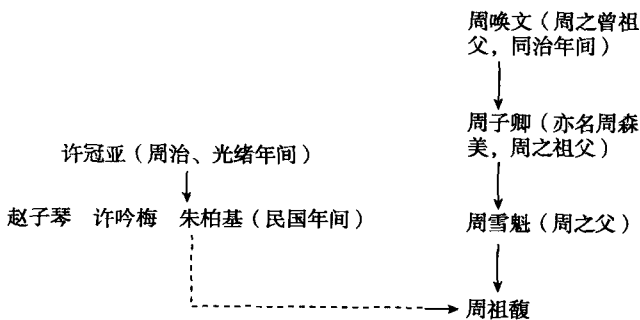 周唤文（周之曾祖
父，同治年间）
周子卿（亦名周森
美，周之祖父）
许冠亚（周治、光绪年间）
赵子琴 许吟梅 朱柏基（民国年间）
周雪魁（周之父）
周祖馥